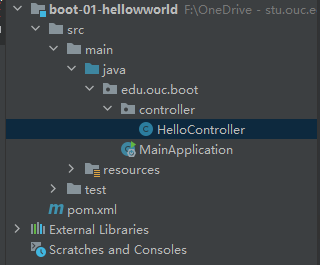 boot-01-hellowworld F:\OneDrive - stu.ouc.e
src
main
java
edu.ouc.boot
controller
HelloController
MainApplication
resources
test
pom.xml
External Libraries
Scratches and Consoles